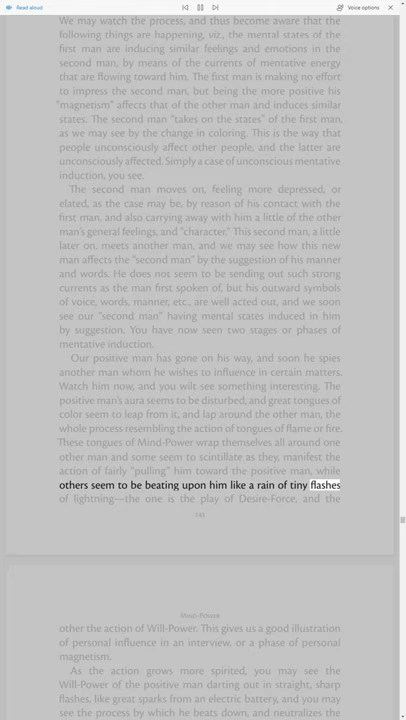 Read aloud
Voice options
We may watch the process, and thus become aware that the
following things are happening, viz., the mental states of the
first man are inducing similar feelings and emotions in the
second man, by means of the currents of mentative energy
that are flowing toward him. The first man is making no effort
to impress the second man, but being the more positive his
"magnetism" affects that of the other man and induces similar
states. The second man "takes on the states" of the first man,
as we may see by the change in coloring. This is the way that
people unconsciously affect other people, and the latter are
unconsciously affected. Simply a case of unconscious mentative
induction, you see.
The second man moves on, feeling more depressed, or
elated, as the case may be, by reason of his contact with the
first man, and also carrying away with him a little of the other
man's general feelings, and "character." This second man, a little
later on, meets another man, and we may see how this new
man affects the "second man" by the suggestion of his manner
and words. He does not seem to be sending out such strong
currents as the man first spoken of, but his outward symbols
of voice, words, manner, etc., are well acted out, and we soon
see our "second man" having mental states induced in him
by suggestion. You have now seen two stages or phases of
mentative induction.
Our positive man has gone on his way, and soon he spies
another man whom he wishes to influence in certain matters.
Watch him now, and you wilt see something interesting. The
positive man's aura seems to be disturbed, and great tongues of
color seem to leap from it, and lap around the other man, the
whole process resembling the action of tongues of flame or fire.
These tongues of Mind-Power wrap themselves all around one
other man and some seem to scintillate as they, manifest the
action of fairly "pulling" him toward the positive man, while
others seem to be beating upon him like a rain of tiny flashes
of lightning—the one is the play of Desire-Force, and the
Mind-Power
other the action of Will-Power. This gives us a good illustration
of personal influence in an interview, or a phase of personal
magnetism.
As the action grows more spirited, you may see the
Will-Power of the positive man darting out in straight, sharp
flashes, like great sparks from an electric battery, and you may
see the process by which he beats down, and neutralizes the